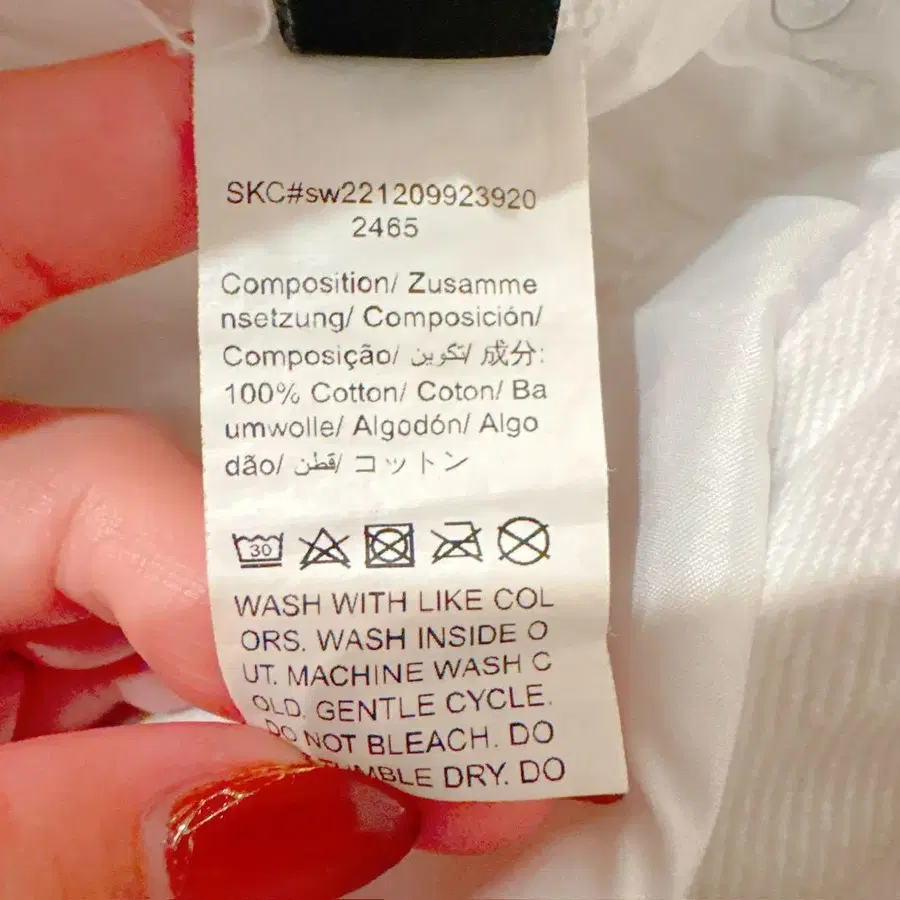 SKC#sw221209923920
2465
Composition/ Zusamme
nsetzung/ Composición/
Composição/ تكوين/ 成分:
100% Cotton/ Coton/ Ba
umwolle/ Algodón/ Algo
dão/ قطن/ コットン
30
WASH WITH LIKE COL
ORS. WASH INSIDE O
UT. MACHINE WASH C
OLD. GENTLE CYCLE.
DO NOT BLEACH. DO
TUMBLE DRY. DO